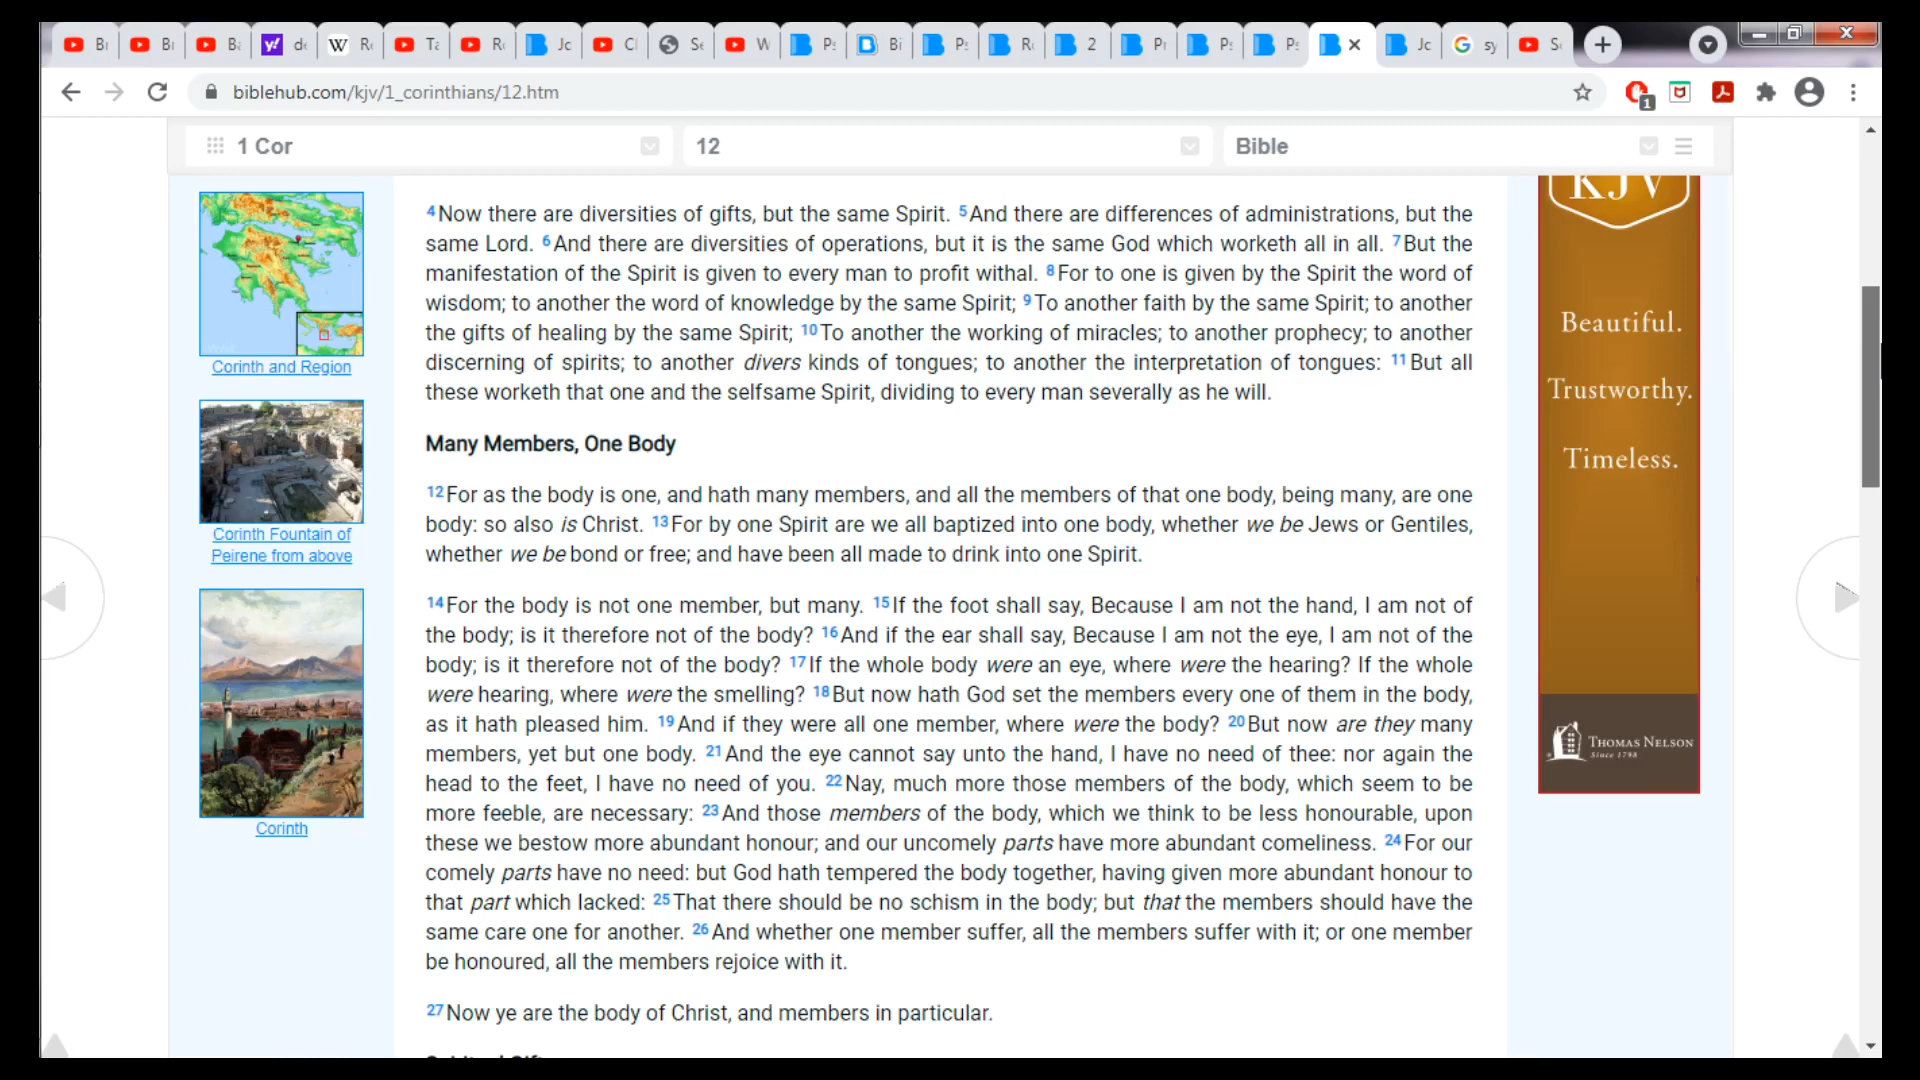 Br
Br
Ba
y!
de
W
Re
Ta
Re
Jc
Cl
Se
W
Ps
Bi
Ps
Re
2
Pr
Ps
Ps
Jc
G
sy
Se
biblehub.com/kjv/1_corinthians/12.htm
1
1 Cor
12
Bible
4Now there are diversities of gifts, but the same Spirit. 5And there are differences of administrations, but the
same Lord. 6And there are diversities of operations, but it is the same God which worketh all in all. 7But the
manifestation of the Spirit is given to every man to profit withal. 8For to one is given by the Spirit the word of
wisdom; to another the word of knowledge by the same Spirit; 9To another faith by the same Spirit; to another
the gifts of healing by the same Spirit; 10To another the working of miracles; to another prophecy; to another
discerning of spirits; to another divers kinds of tongues; to another the interpretation of tongues: 11But all
these worketh that one and the selfsame Spirit, dividing to every man severally as he will.
Many Members, One Body
12For as the body is one, and hath many members, and all the members of that one body, being many, are one
body: so also is Christ. 13For by one Spirit are we all baptized into one body, whether we be Jews or Gentiles,
whether we be bond or free; and have been all made to drink into one Spirit.
14For the body is not one member, but many. 15If the foot shall say, Because I am not the hand, I am not of
the body; is it therefore not of the body? 16And if the ear shall say, Because I am not the eye, I am not of the
body; is it therefore not of the body? 17If the whole body were an eye, where were the hearing? If the whole
were hearing, where were the smelling? 18But now hath God set the members every one of them in the body,
as it hath pleased him. 19And if they were all one member, where were the body? 20But now are they many
members, yet but one body. 21And the eye cannot say unto the hand, I have no need of thee: nor again the
head to the feet, I have no need of you. 22Nay, much more those members of the body, which seem to be
more feeble, are necessary: 23And those members of the body, which we think to be less honourable, upon
these we bestow more abundant honour; and our uncomely parts have more abundant comeliness. 24For our
comely parts have no need: but God hath tempered the body together, having given more abundant honour to
that part which lacked: 25That there should be no schism in the body; but that the members should have the
same care one for another. 26And whether one member suffer, all the members suffer with it; or one member
be honoured, all the members rejoice with it.
27Now ye are the body of Christ, and members in particular.
Corinth and Region
Corinth Fountain of
Peirene from above
Corinth
KJV
Beautiful.
Trustworthy.
Timeless.
THOMAS NELSON
Since 1798